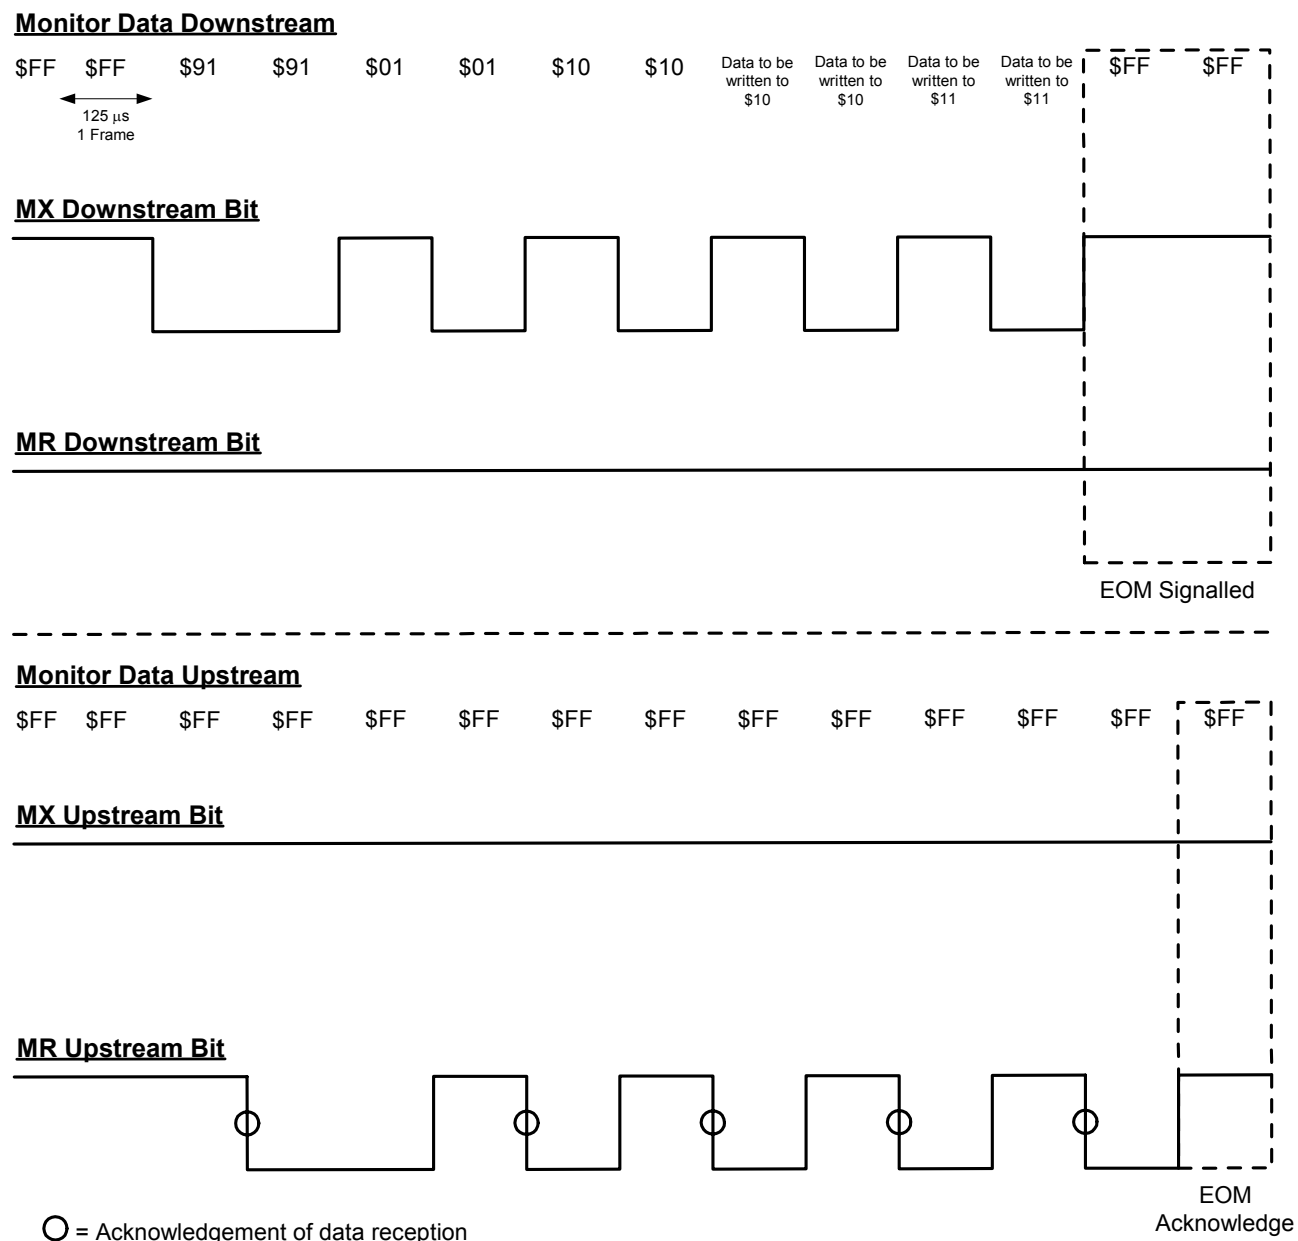 Monitor Data Downstream
$FF $FF $91 $91 $01 $01 $10 $10 Data to be written to $10 Data to be written to $10 Data to be written to $11 Data to be written to $11 $FF $FF
125 µs
1 Frame
MX Downstream Bit
MR Downstream Bit
EOM Signalled
Monitor Data Upstream
$FF $FF $FF $FF $FF $FF $FF $FF $FF $FF $FF $FF $FF $FF
MX Upstream Bit
MR Upstream Bit
EOM
Acknowledge
= Acknowledgement of data reception